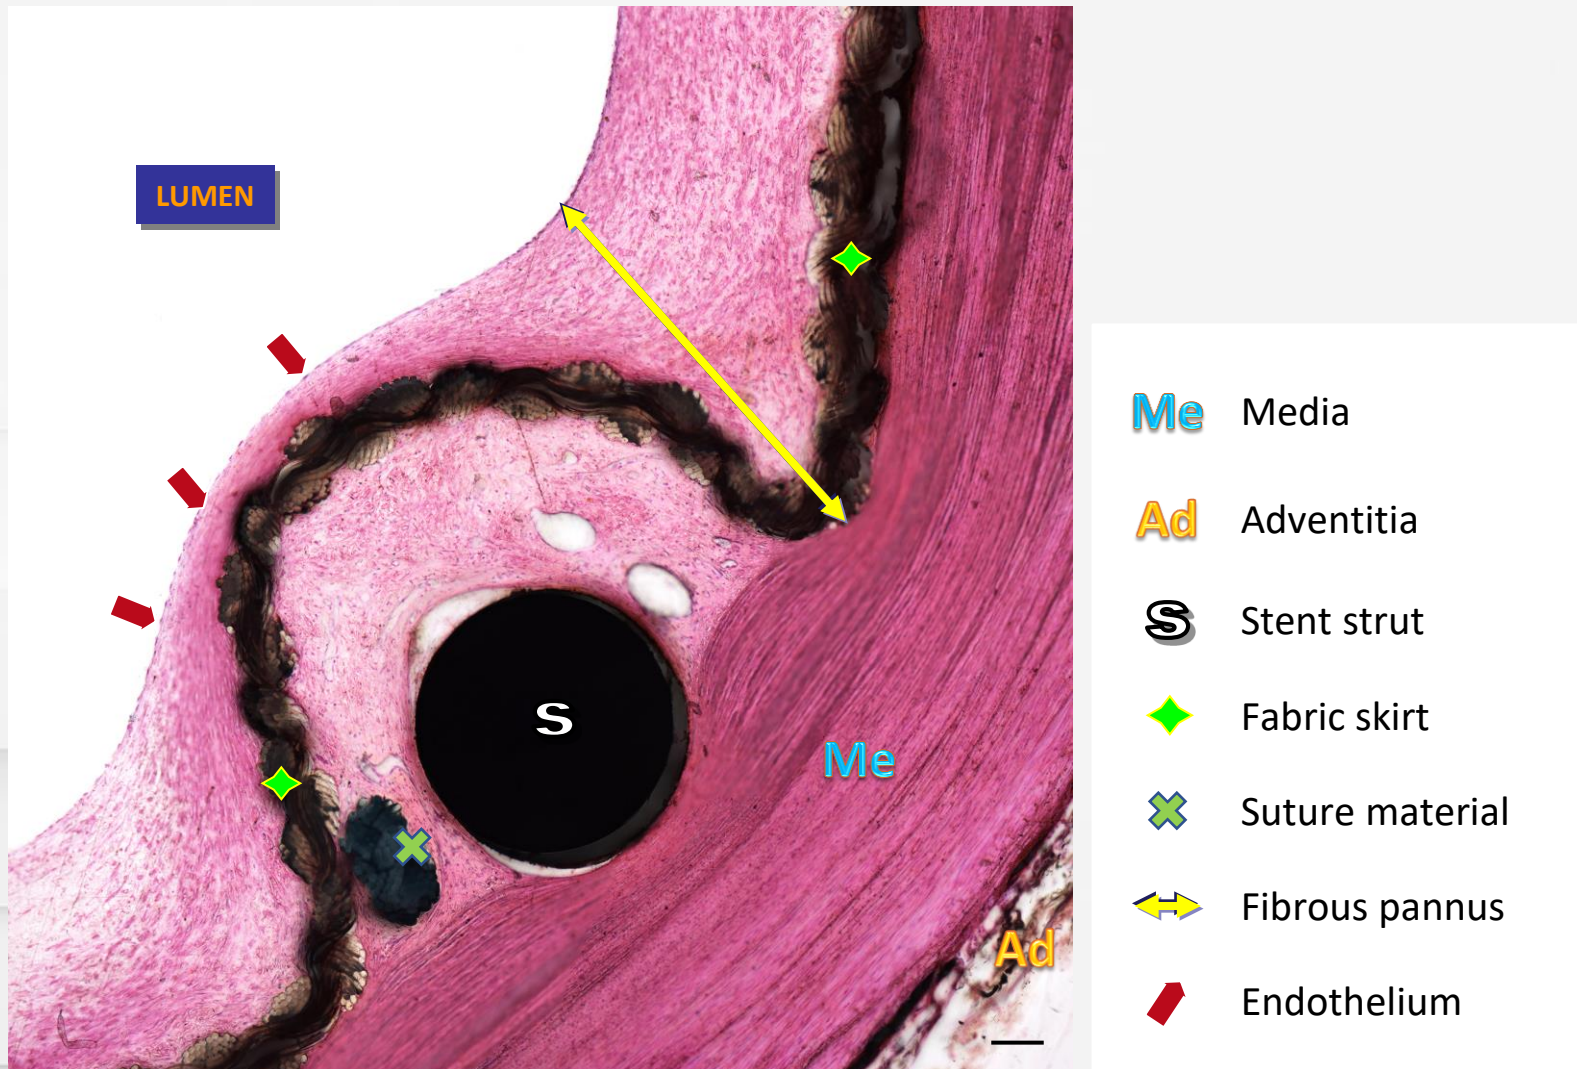 LUMEN
S
Me
Ad
Me Media
Ad Adventitia
S Stent strut
Fabric skirt
Suture material
Fibrous pannus
Endothelium